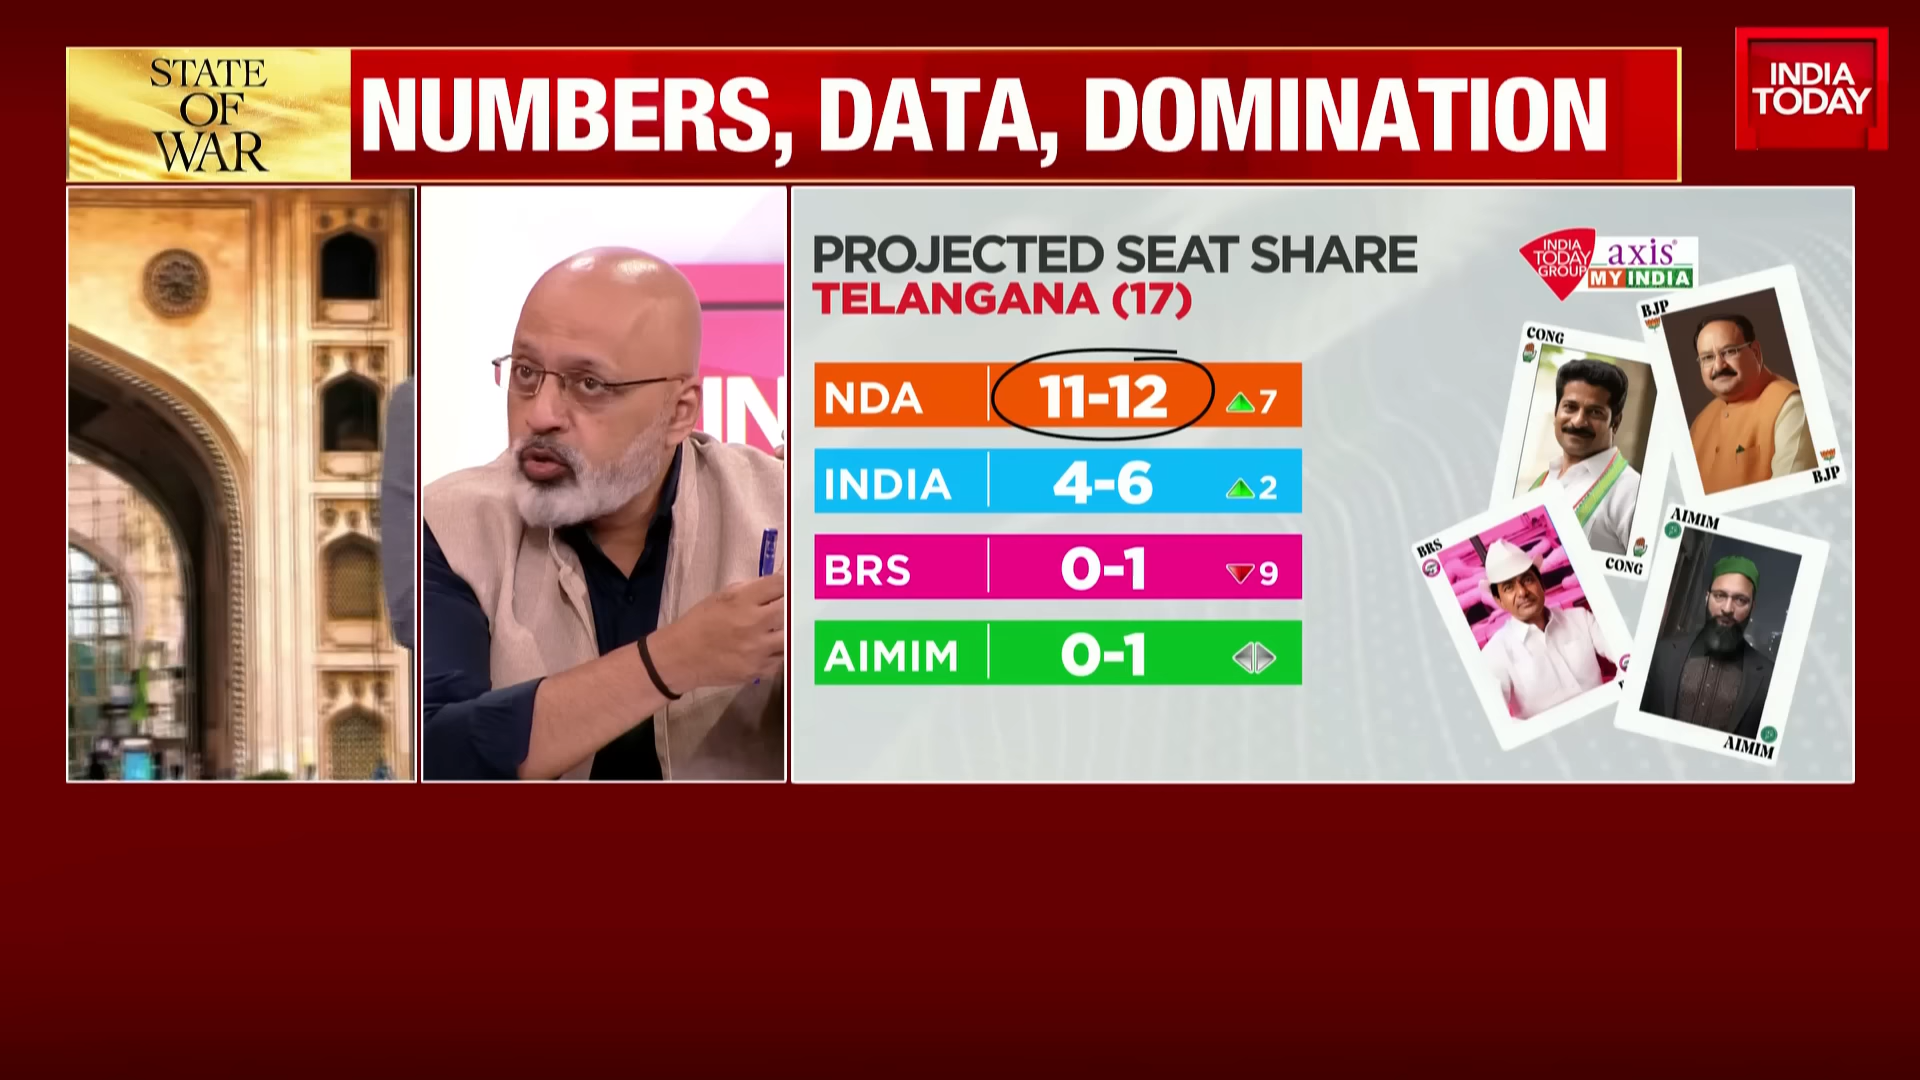 STATE
OF
WAR
NUMBERS, DATA, DOMINATION
INDIA
TODAY
IN
PROJECTED SEAT SHARE
TELANGANA (17)
INDIA
TODAY
GROUP
axis
MY INDIA
NDA 11-12 7
INDIA 4-6 2
BRS 0-1 9
AIMIM 0-1
CONG
CONG
BJP
BJP
BRS
AIMIM
AIMIM